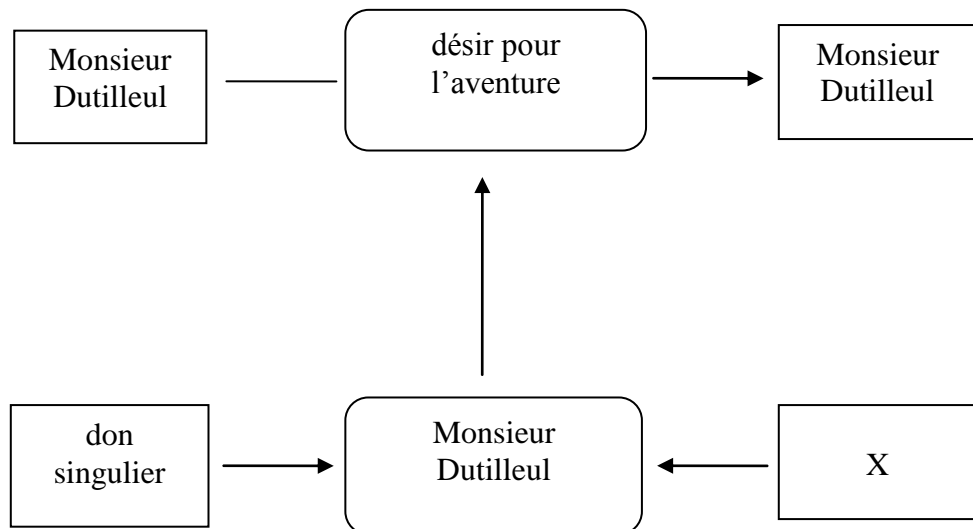 Monsieur
Dutilleul
désir pour
l’aventure
Monsieur
Dutilleul
don
singulier
Monsieur
Dutilleul
X